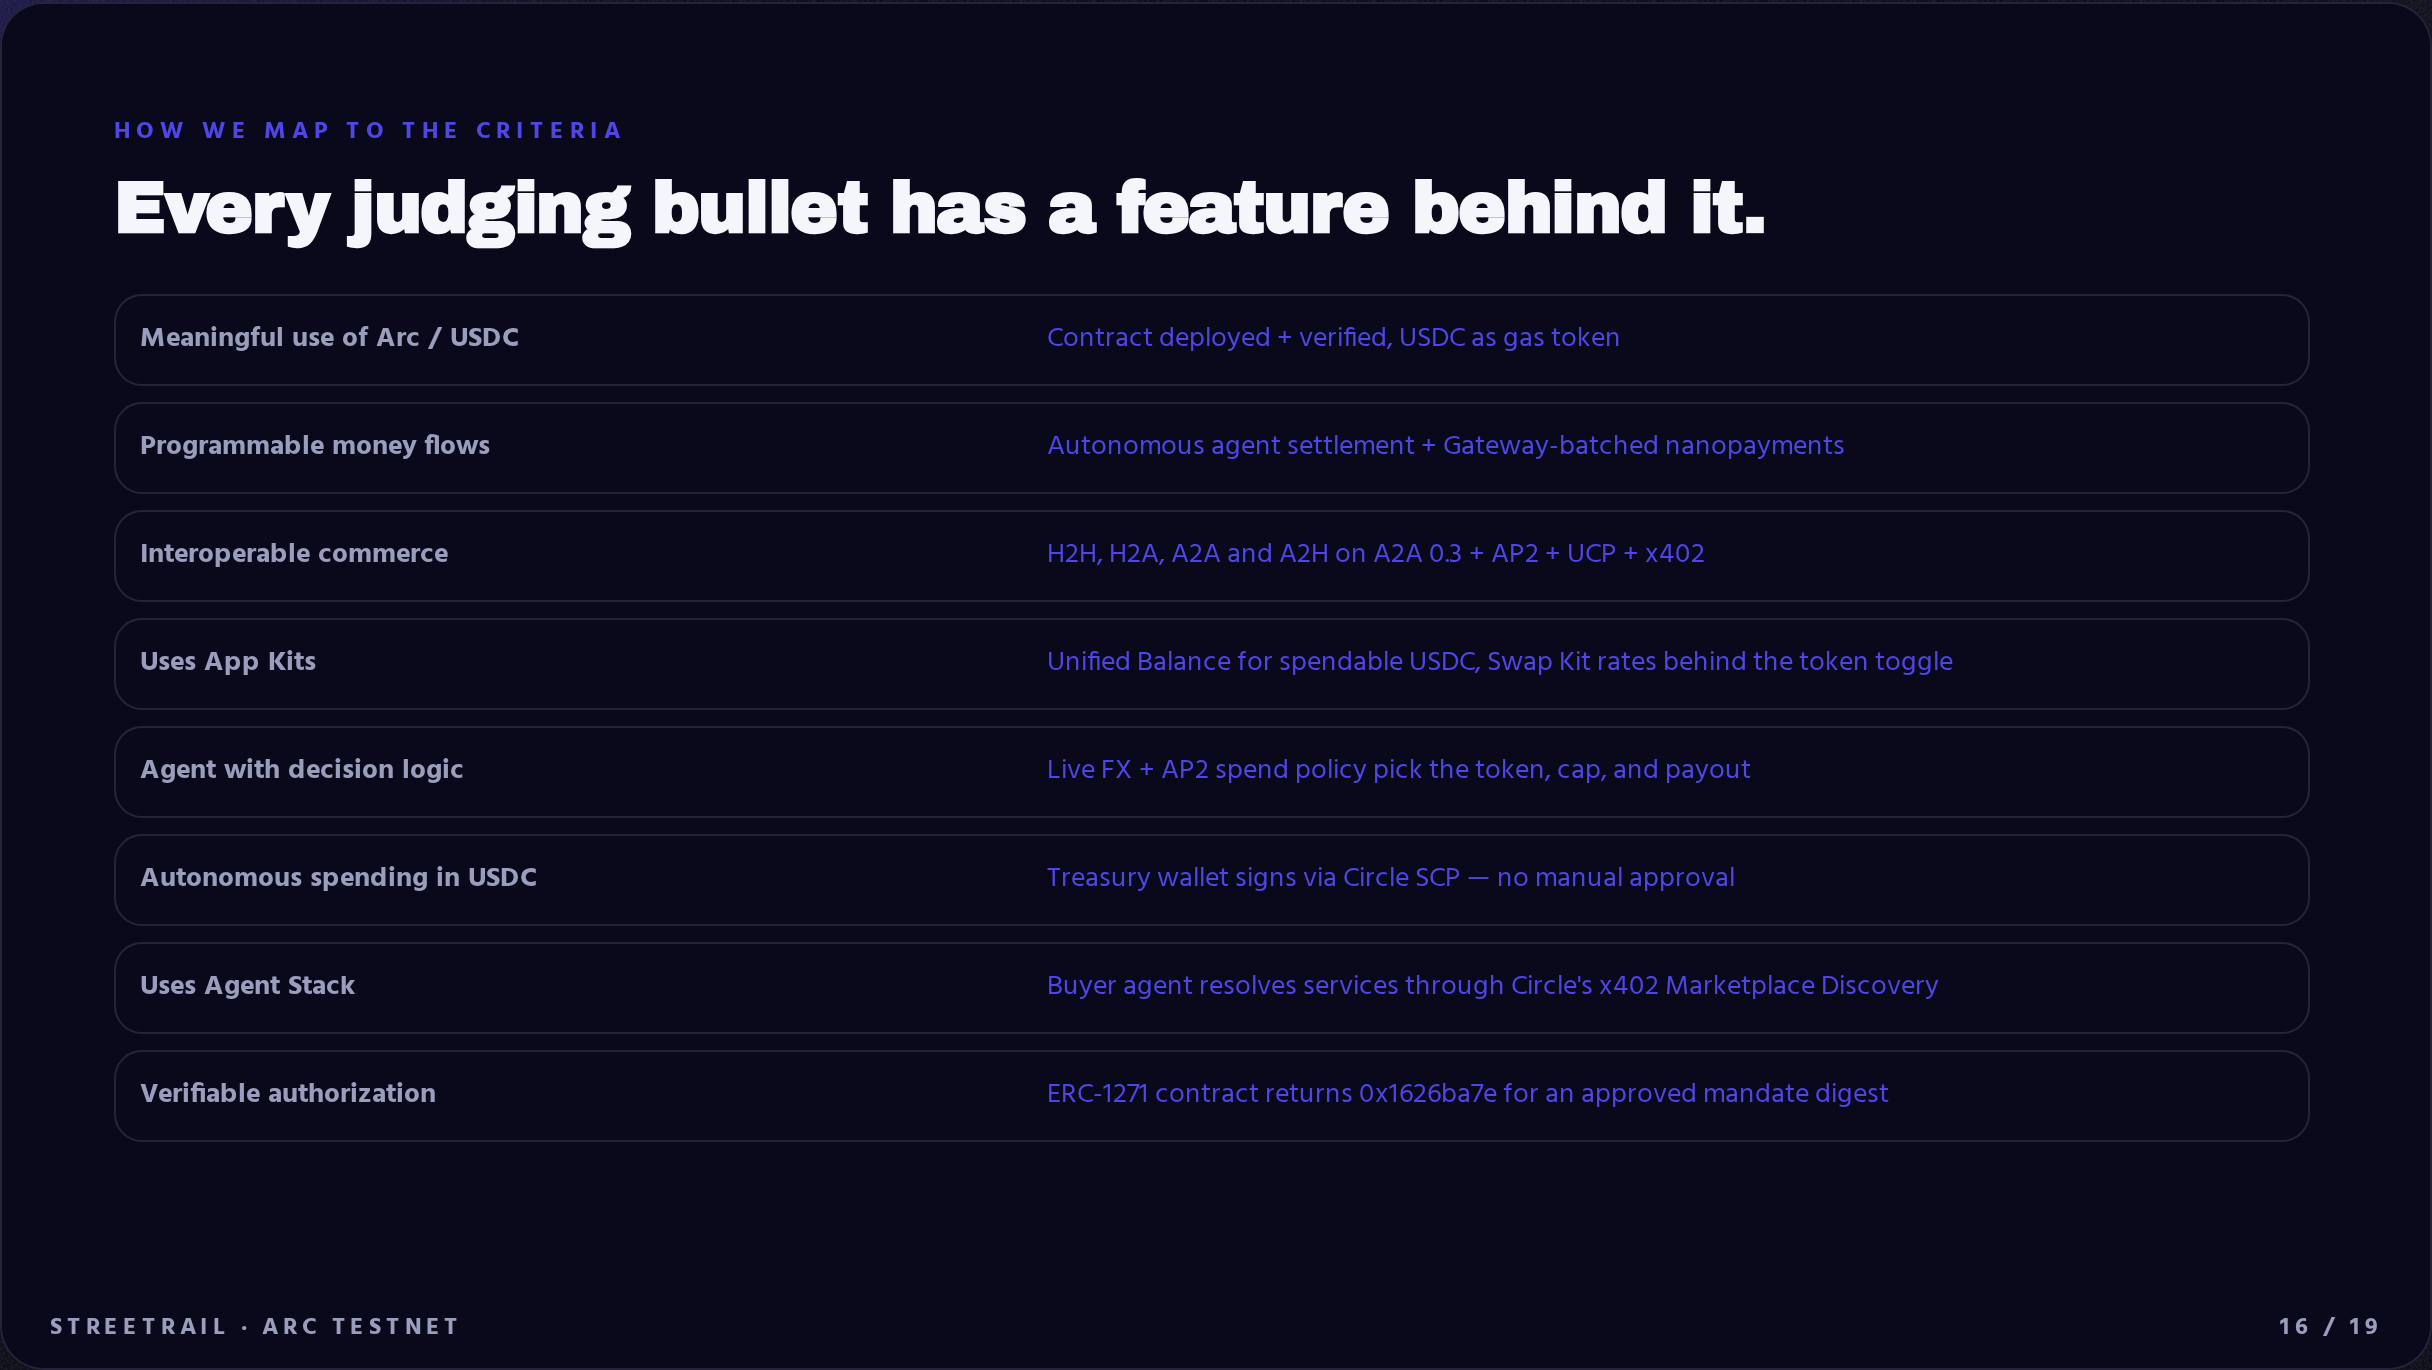 HOW WE MAP TO THE CRITERIA
Every judging bullet has a feature behind it.
Meaningful use of Arc / USDC
Contract deployed + verified, USDC as gas token
Programmable money flows
Autonomous agent settlement + Gateway-batched nanopayments
Interoperable commerce
H2H, H2A, A2A and A2H on A2A 0.3 + AP2 + UCP + x402
Uses App Kits
Unified Balance for spendable USDC, Swap Kit rates behind the token toggle
Agent with decision logic
Live FX + AP2 spend policy pick the token, cap, and payout
Autonomous spending in USDC
Treasury wallet signs via Circle SCP — no manual approval
Uses Agent Stack
Buyer agent resolves services through Circle's x402 Marketplace Discovery
Verifiable authorization
ERC-1271 contract returns 0x1626ba7e for an approved mandate digest
STREETRAIL · ARC TESTNET
16 / 19